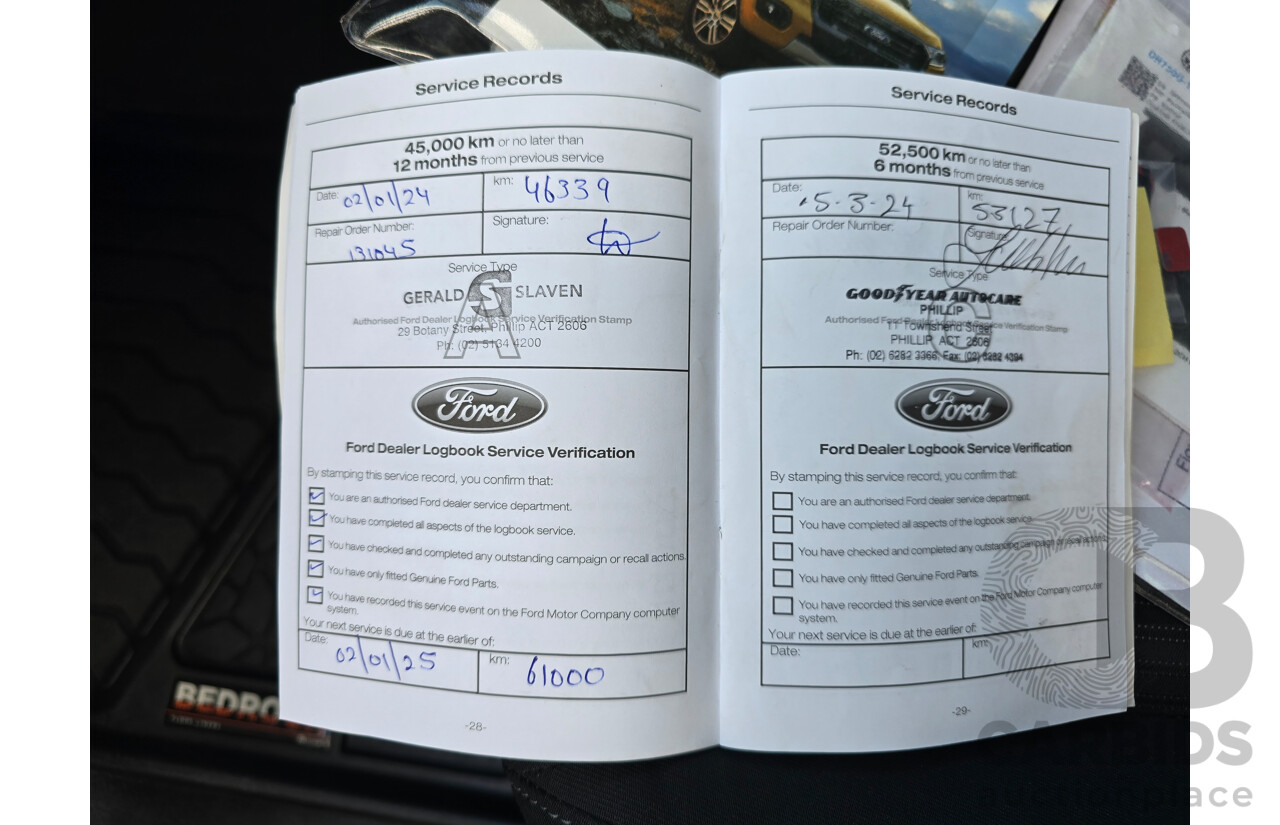 Service Records
45,000 km or no later than
12 months from previous service
Date: 02/01/24
km: 46339
Repair Order Number:
131045
Signature:
Service Type
GERALD SLAVEN
Authorised Ford Dealer Logbook Service Verification Stamp
29 Botany Street, Phillip ACT 2606
Ph: (02) 5134 4200
Ford
Ford Dealer Logbook Service Verification
By stamping this service record, you confirm that:
You are an authorised Ford dealer service department.
You have completed all aspects of the logbook service.
You have checked and completed any outstanding campaign or recall actions.
You have only fitted Genuine Ford Parts.
You have recorded this service event on the Ford Motor Company computer
system.
Your next service is due at the earlier of:
Date: 02/01/25
km: 61000
-28-
Service Records
52,500 km or no later than
6 months from previous service
Date: 5-3-24
km: 53127
Repair Order Number:
Signature
Service Type
GOODYEAR AUTOCARE
PHILLIP
Authorised Ford Dealer Logbook Service Verification Stamp
11 Townshend Street
PHILLIP ACT 2606
Ph: (02) 6282 3366, Fax: (02) 6282 4394
Ford
Ford Dealer Logbook Service Verification
By stamping this service record, you confirm that:
You are an authorised Ford dealer service department.
You have completed all aspects of the logbook service.
You have checked and completed any outstanding campaign or recall actions.
You have only fitted Genuine Ford Parts.
You have recorded this service event on the Ford Motor Company computer
system.
Your next service is due at the earlier of:
Date:
km:
-29-
BEDRO
CARBIDS
auctionplace